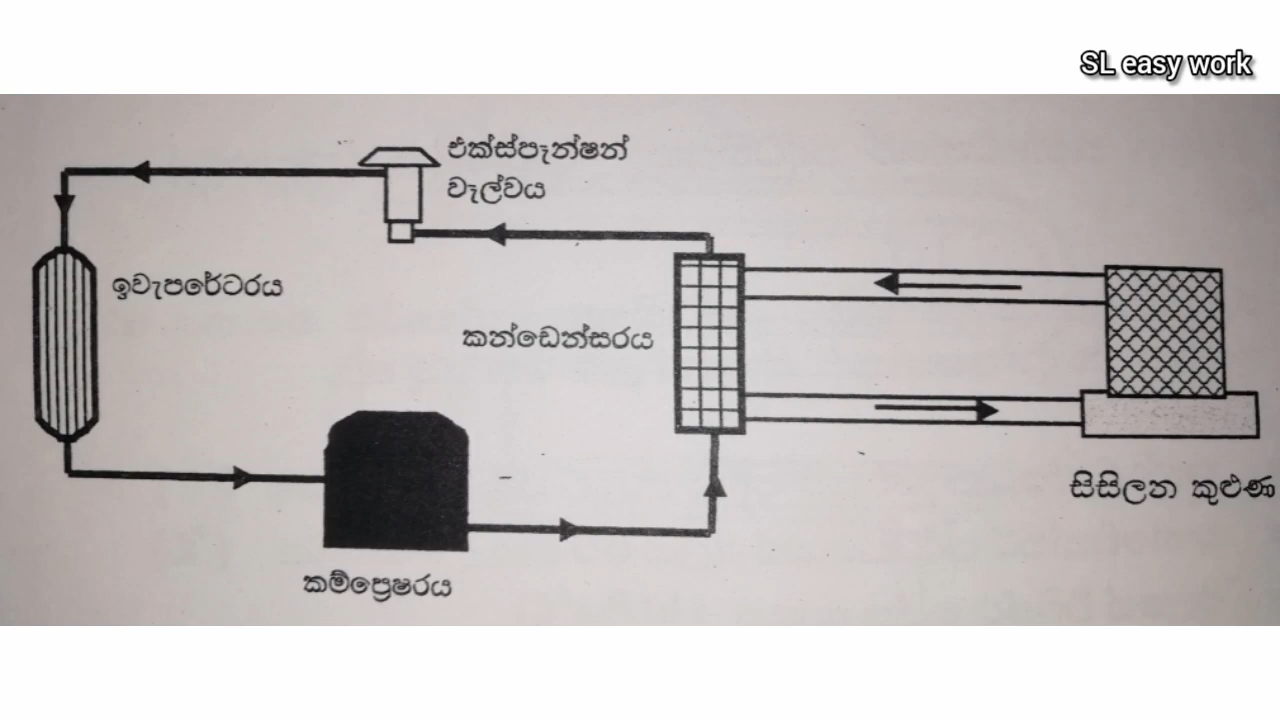 SL easy work
එක්ස්පෑන්ෂන්
වෑල්වය
ඉවැපරේටරය
කන්ඩෙන්සරය
සිසිලන කුළුණ
කම්ප්‍රෙෂරය